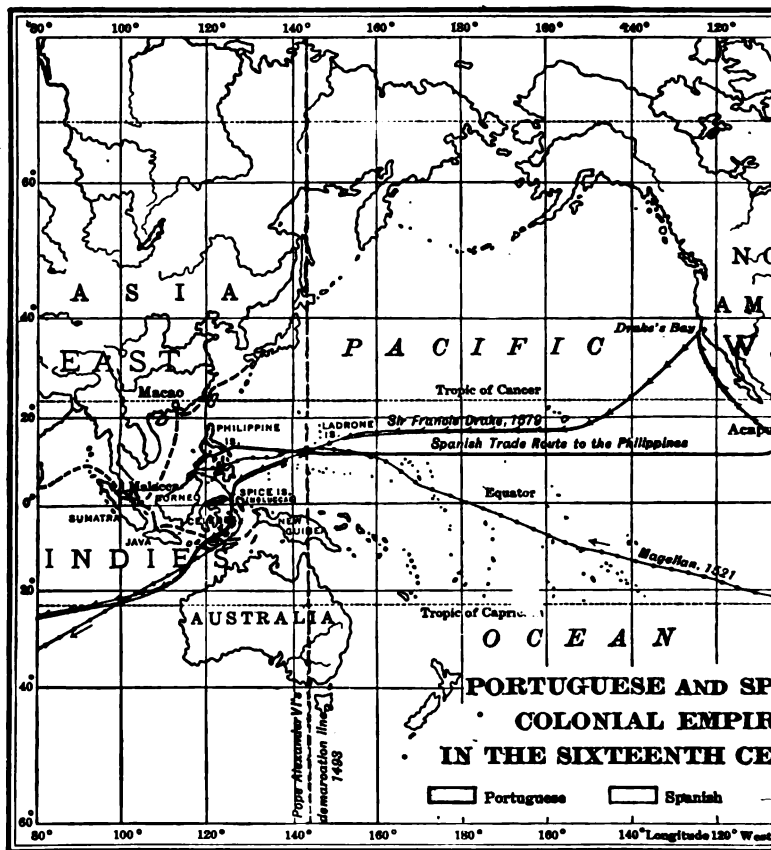 80° 100° 120° 140° 160° 180° 120°
60°
40°
20°
0°
20°
40°
60°
N
A S I A
A M
Drake's Bay
P A C I F I C
E A S T
W
Macao
Tropic of Cancer
PHILIPPINE
IS.
LADRONE
IS.
Sir Francis Drake, 1579
Acapu
Spanish Trade Route to the Philippines
Malacca
BORNEO
SPICE IS.
(MOLUCCAS)
Equator
SUMATRA
CELEBES
NEW
GUINEA
JAVA
I N D I E S
Magellan, 1521
AUSTRALIA
Tropic of Capric
O C E A N
PORTUGUESE AND SP
COLONIAL EMPIR
IN THE SIXTEENTH CE
Pope Alexander VI's
demarcation line
1493
Portuguese Spanish
80° 100° 120° 140° 160° 180° 160° 140° Longitude 120° West